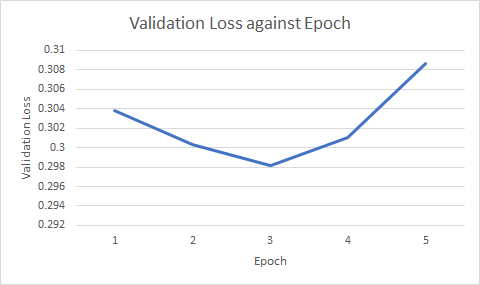 Validation Loss against Epoch
0.31
0.308
0.306
0.304
0.302
0.3
0.298
0.296
0.294
0.292
Validation Loss
1 2 3 4 5
Epoch